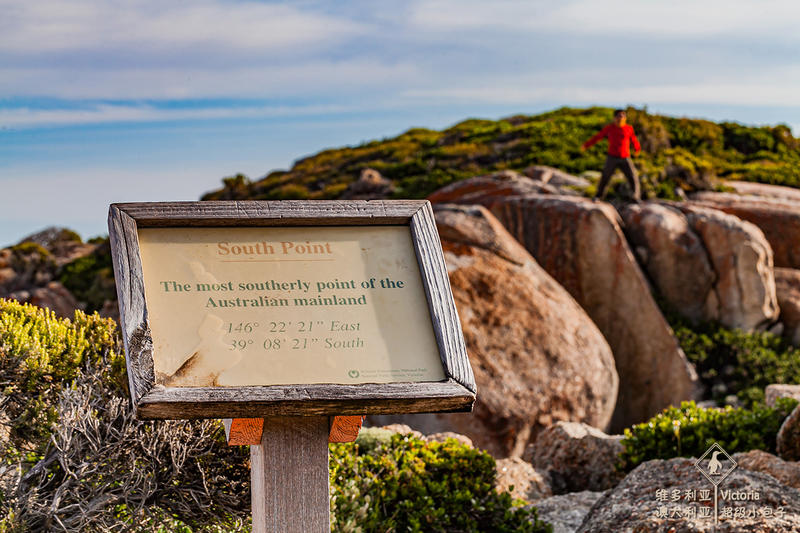 South Point
The most southerly point of the
Australian mainland
146° 22' 21" East
39° 08' 21" South
维多利亚 Victoria
澳大利亚 超级小包子